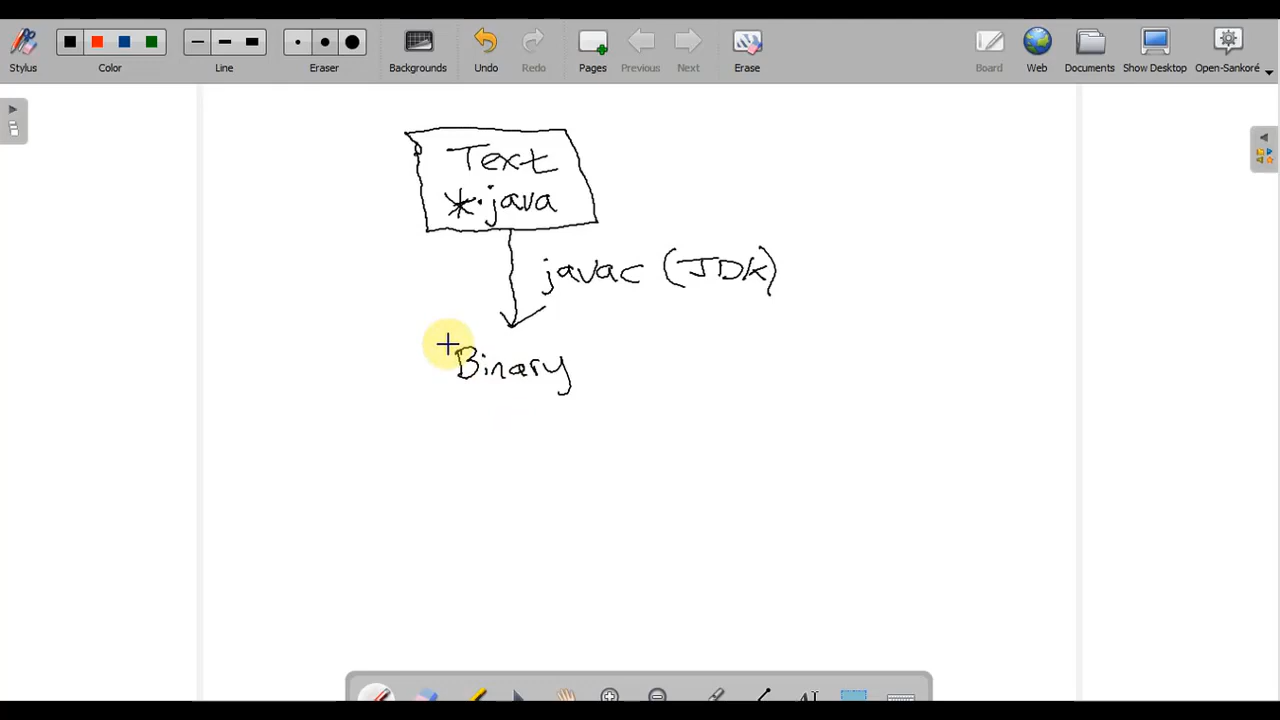 Stylus
Color
Line
Eraser
Backgrounds
Undo
Redo
Pages
Previous
Next
Erase
Board
Web
Documents
Show Desktop
Open-Sankoré
Text
*.java
javac (JDK)
Binary